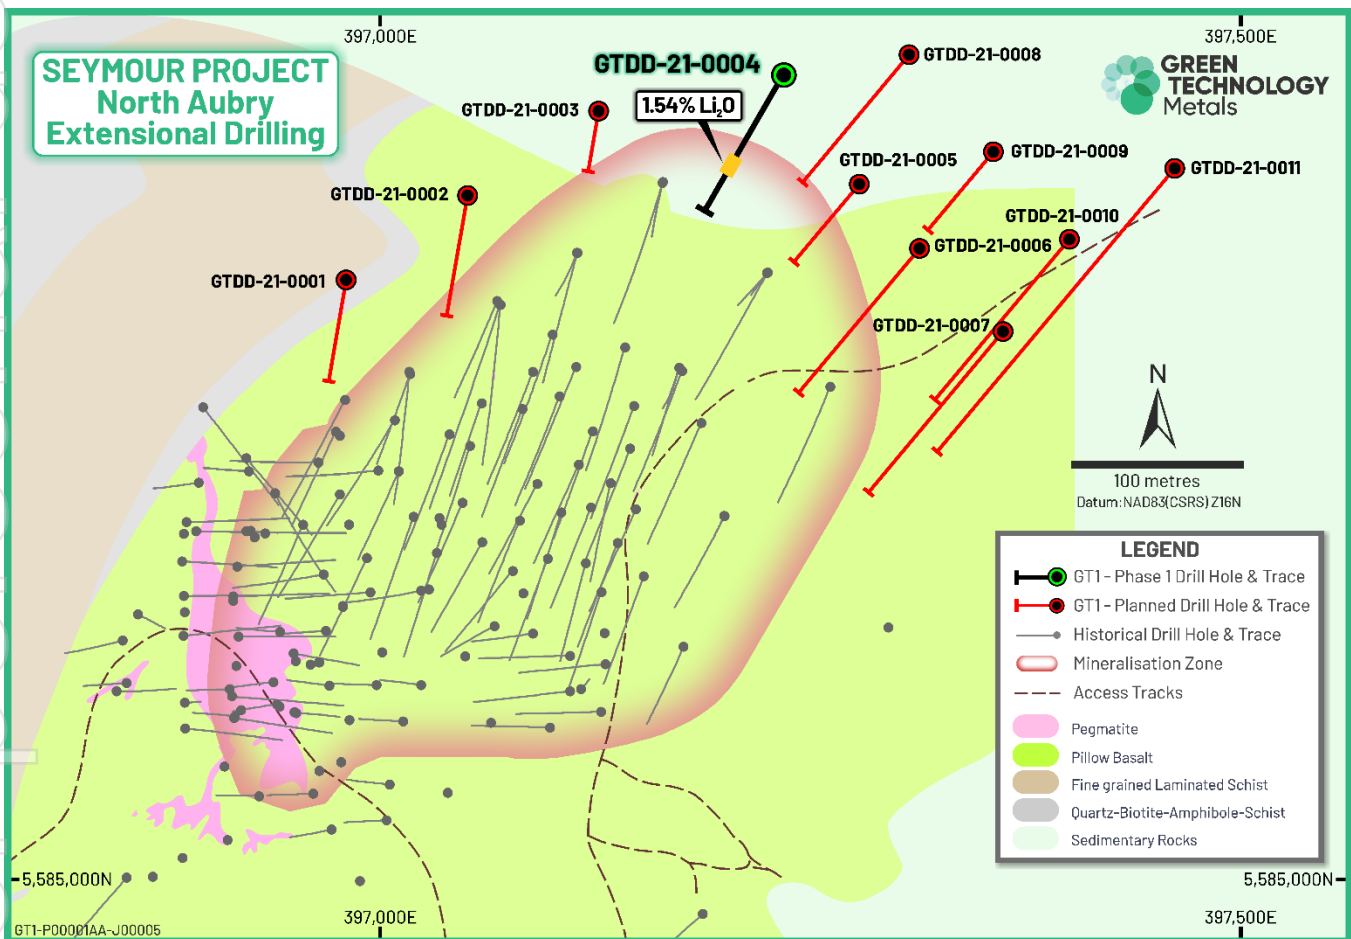 397,000E
397,500E
SEYMOUR PROJECT
North Aubry
Extensional Drilling
GTDD-21-0004
1.54% Li₂O
GTDD-21-0008
GREEN
TECHNOLOGY
Metals
GTDD-21-0003
GTDD-21-0005
GTDD-21-0009
GTDD-21-0011
GTDD-21-0002
GTDD-21-0010
GTDD-21-0006
GTDD-21-0001
GTDD-21-0007
N
100 metres
Datum:NAD83(CSRS) Z16N
LEGEND
GT1 - Phase 1 Drill Hole & Trace
GT1 - Planned Drill Hole & Trace
Historical Drill Hole & Trace
Mineralisation Zone
Access Tracks
Pegmatite
Pillow Basalt
Fine grained Laminated Schist
Quartz-Biotite-Amphibole-Schist
Sedimentary Rocks
5,585,000N
5,585,000N
397,000E
397,500E
GT1-P00001AA-J00005